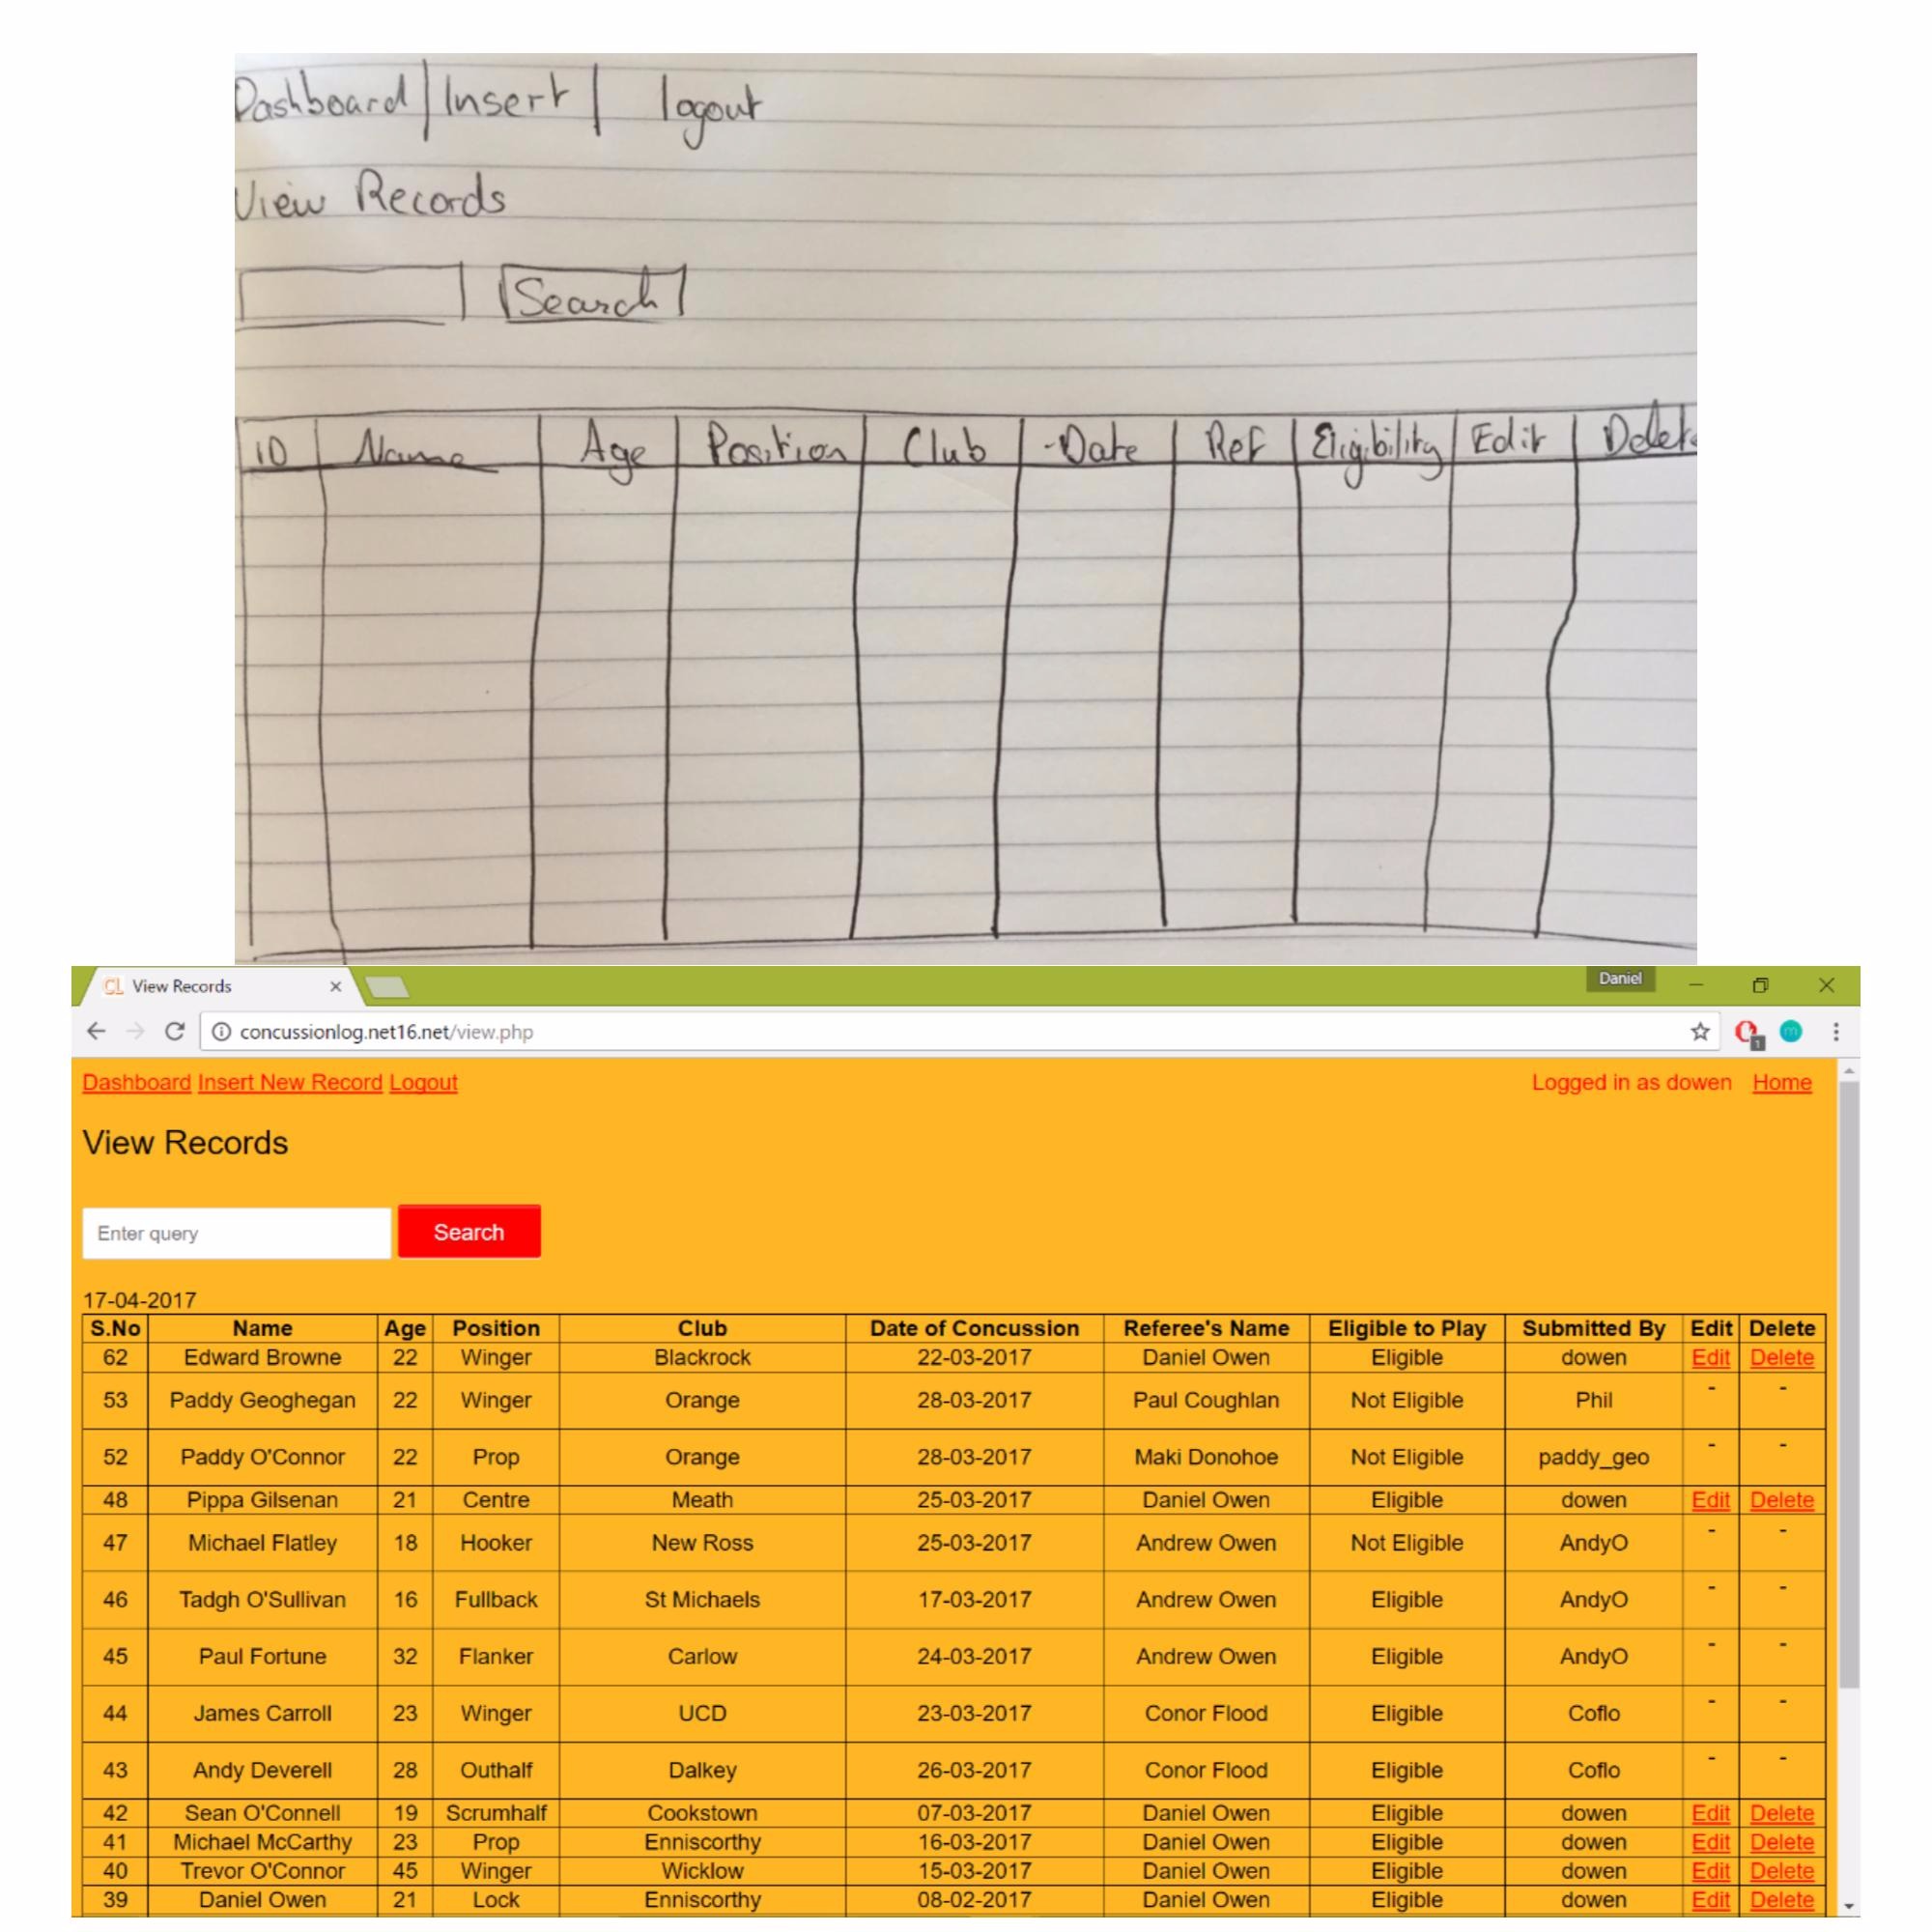 Dashboard | Insert | logout
View Records
Search
ID Name Age Position Club -Date Ref Eligibility Edit Delete
CL View Records
Daniel
concussionlog.net16.net/view.php
1 m
Dashboard Insert New Record Logout Logged in as dowen Home
View Records
Enter query Search
17-04-2017
S.No Name Age Position Club Date of Concussion Referee's Name Eligible to Play Submitted By Edit Delete
62 Edward Browne 22 Winger Blackrock 22-03-2017 Daniel Owen Eligible dowen Edit Delete
53 Paddy Geoghegan 22 Winger Orange 28-03-2017 Paul Coughlan Not Eligible Phil - -
52 Paddy O'Connor 22 Prop Orange 28-03-2017 Maki Donohoe Not Eligible paddy_geo - -
48 Pippa Gilsenan 21 Centre Meath 25-03-2017 Daniel Owen Eligible dowen Edit Delete
47 Michael Flatley 18 Hooker New Ross 25-03-2017 Andrew Owen Not Eligible AndyO - -
46 Tadgh O'Sullivan 16 Fullback St Michaels 17-03-2017 Andrew Owen Eligible AndyO - -
45 Paul Fortune 32 Flanker Carlow 24-03-2017 Andrew Owen Eligible AndyO - -
44 James Carroll 23 Winger UCD 23-03-2017 Conor Flood Eligible Coflo - -
43 Andy Deverell 28 Outhalf Dalkey 26-03-2017 Conor Flood Eligible Coflo - -
42 Sean O'Connell 19 Scrumhalf Cookstown 07-03-2017 Daniel Owen Eligible dowen Edit Delete
41 Michael McCarthy 23 Prop Enniscorthy 16-03-2017 Daniel Owen Eligible dowen Edit Delete
40 Trevor O'Connor 45 Winger Wicklow 15-03-2017 Daniel Owen Eligible dowen Edit Delete
39 Daniel Owen 21 Lock Enniscorthy 08-02-2017 Daniel Owen Eligible dowen Edit Delete